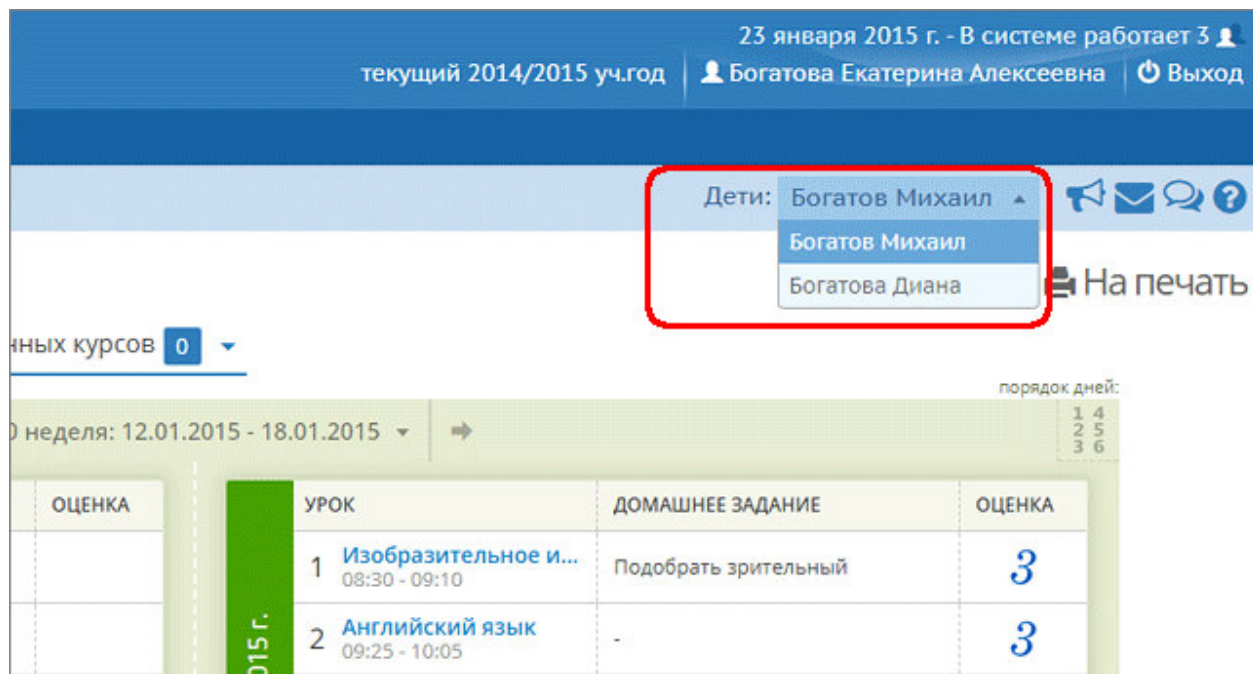 23 января 2015 г. - В системе работает 3
текущий 2014/2015 уч.год Богатова Екатерина Алексеевна Выход
Дети: Богатов Михаил
Богатов Михаил
Богатова Диана
На печать
нных курсов 0
порядок дней:
неделя: 12.01.2015 - 18.01.2015
1 4
2 5
3 6
ОЦЕНКА УРОК ДОМАШНЕЕ ЗАДАНИЕ ОЦЕНКА
1 Изобразительное и... Подобрать зрительный 3
08:30 - 09:10
2 Английский язык - 3
09:25 - 10:05
015 г.